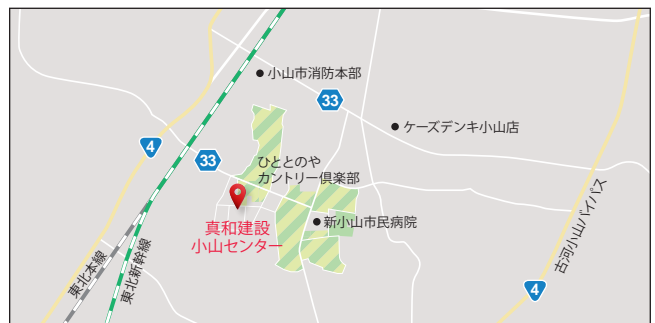 小山市消防本部
33
ケーズデンキ小山店
4
33
ひととのや
カントリー倶楽部
真和建設
小山センター
新小山市民病院
古河小山バイパス
東北本線
東北新幹線
4